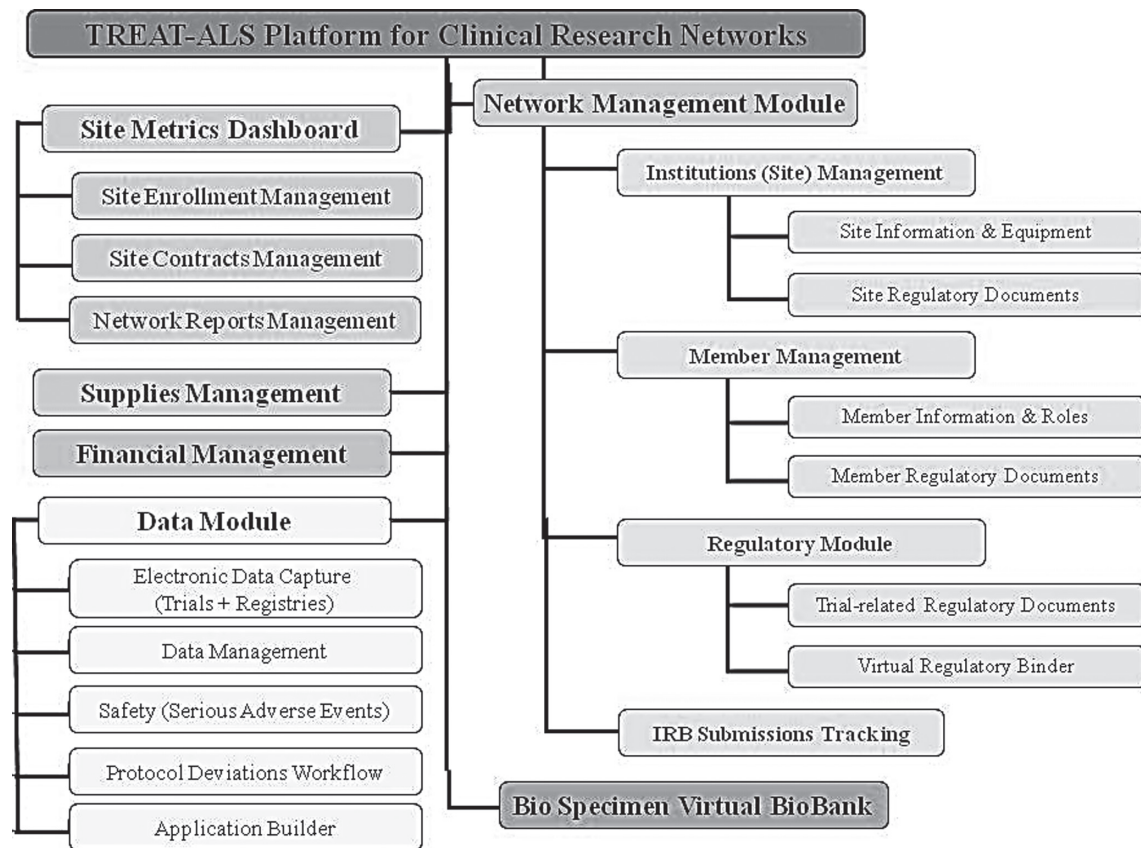 TREAT-ALS Platform for Clinical Research Networks
Site Metrics Dashboard
Site Enrollment Management
Site Contracts Management
Network Reports Management
Supplies Management
Financial Management
Data Module
Electronic Data Capture
(Trials + Registries)
Data Management
Safety (Serious Adverse Events)
Protocol Deviations Workflow
Application Builder
Network Management Module
Institutions (Site) Management
Site Information & Equipment
Site Regulatory Documents
Member Management
Member Information & Roles
Member Regulatory Documents
Regulatory Module
Trial-related Regulatory Documents
Virtual Regulatory Binder
IRB Submissions Tracking
Bio Specimen Virtual BioBank